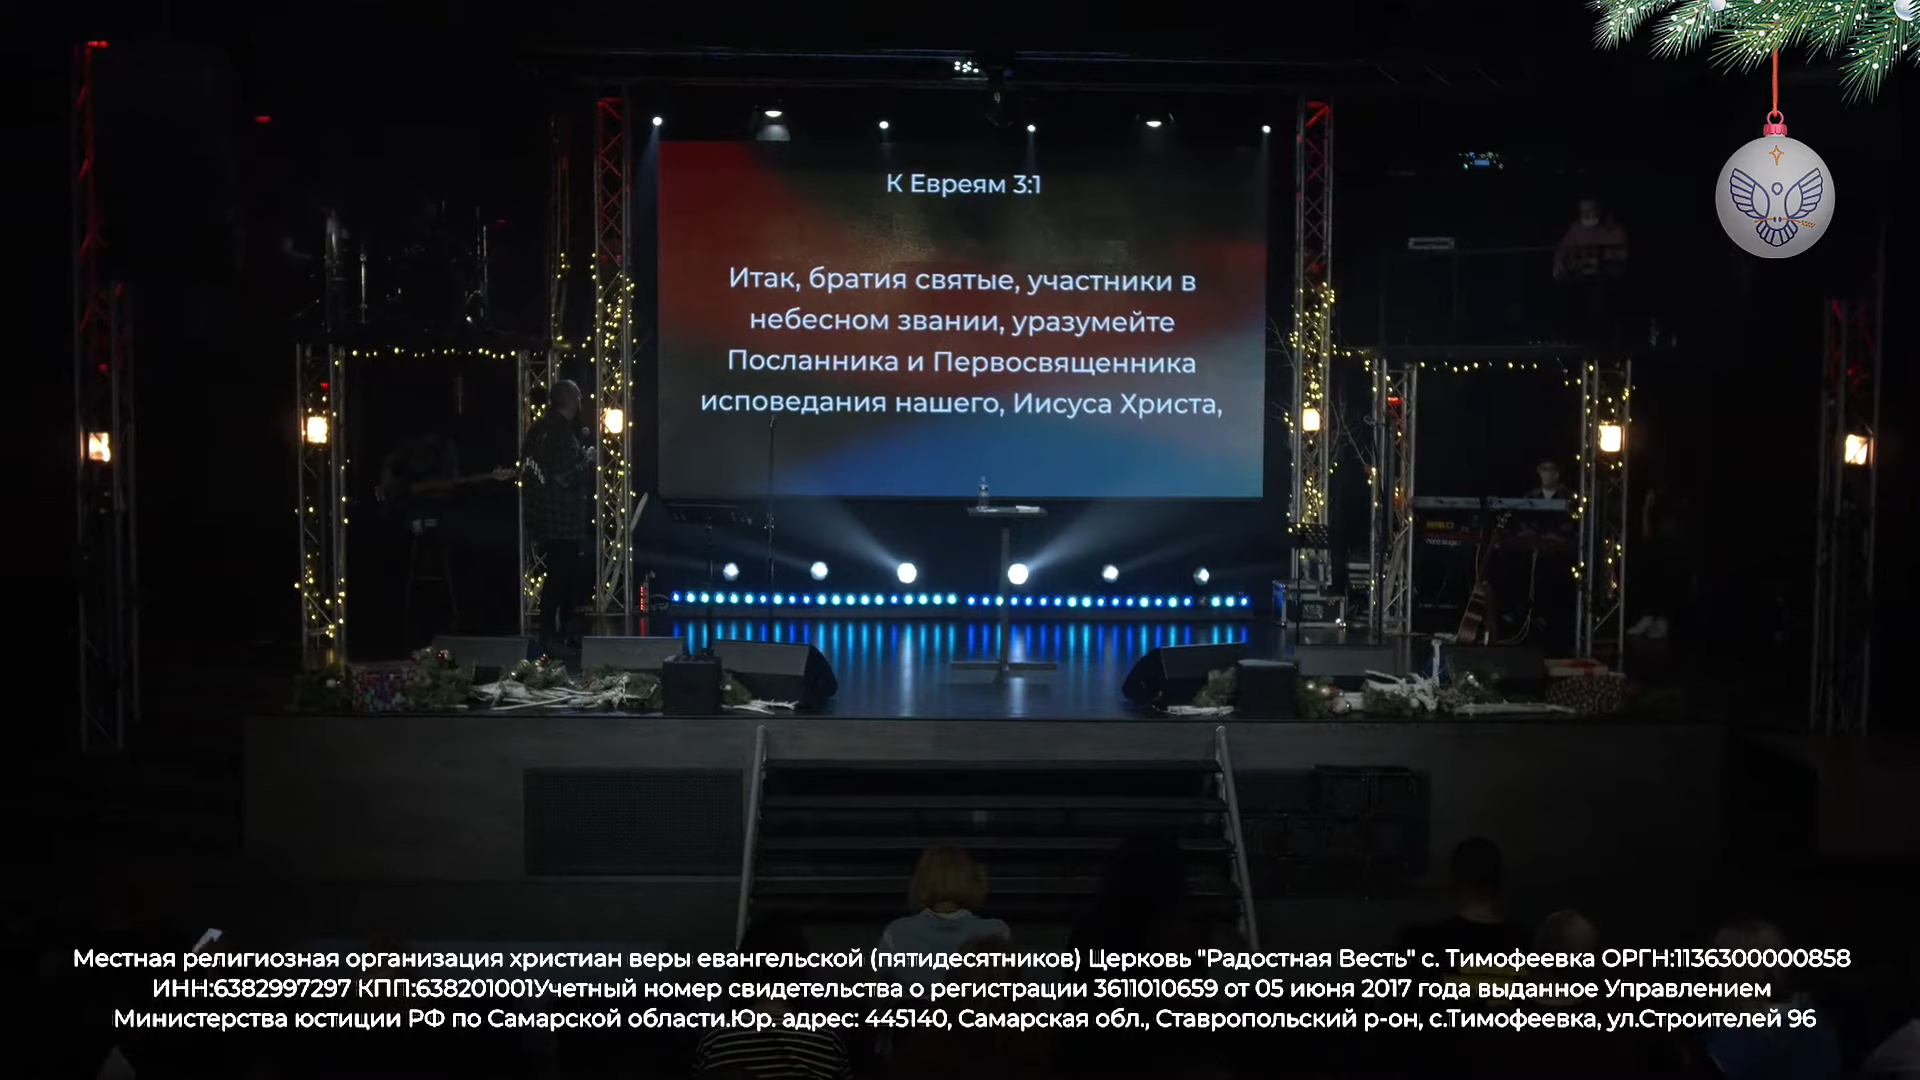 К Евреям 3:1
Итак, братия святые, участники в
небесном звании, уразумейте
Посланника и Первосвященника
исповедания нашего, Иисуса Христа,
Местная религиозная организация христиан веры евангельской (пятидесятников) Церковь "Радостная Весть" с. Тимофеевка ОРГН:1136300000858
ИНН:6382997297 КПП:638201001Учетный номер свидетельства о регистрации 3611010659 от 05 июня 2017 года выданное Управлением
Министерства юстиции РФ по Самарской области.Юр. адрес: 445140, Самарская обл., Ставропольский р-он, с.Тимофеевка, ул.Строителей 96